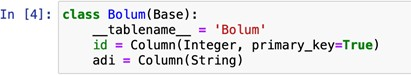 In [4]: class Bolum(Base):
    __tablename__ = 'Bolum'
    id = Column(Integer, primary_key=True)
    adi = Column(String)